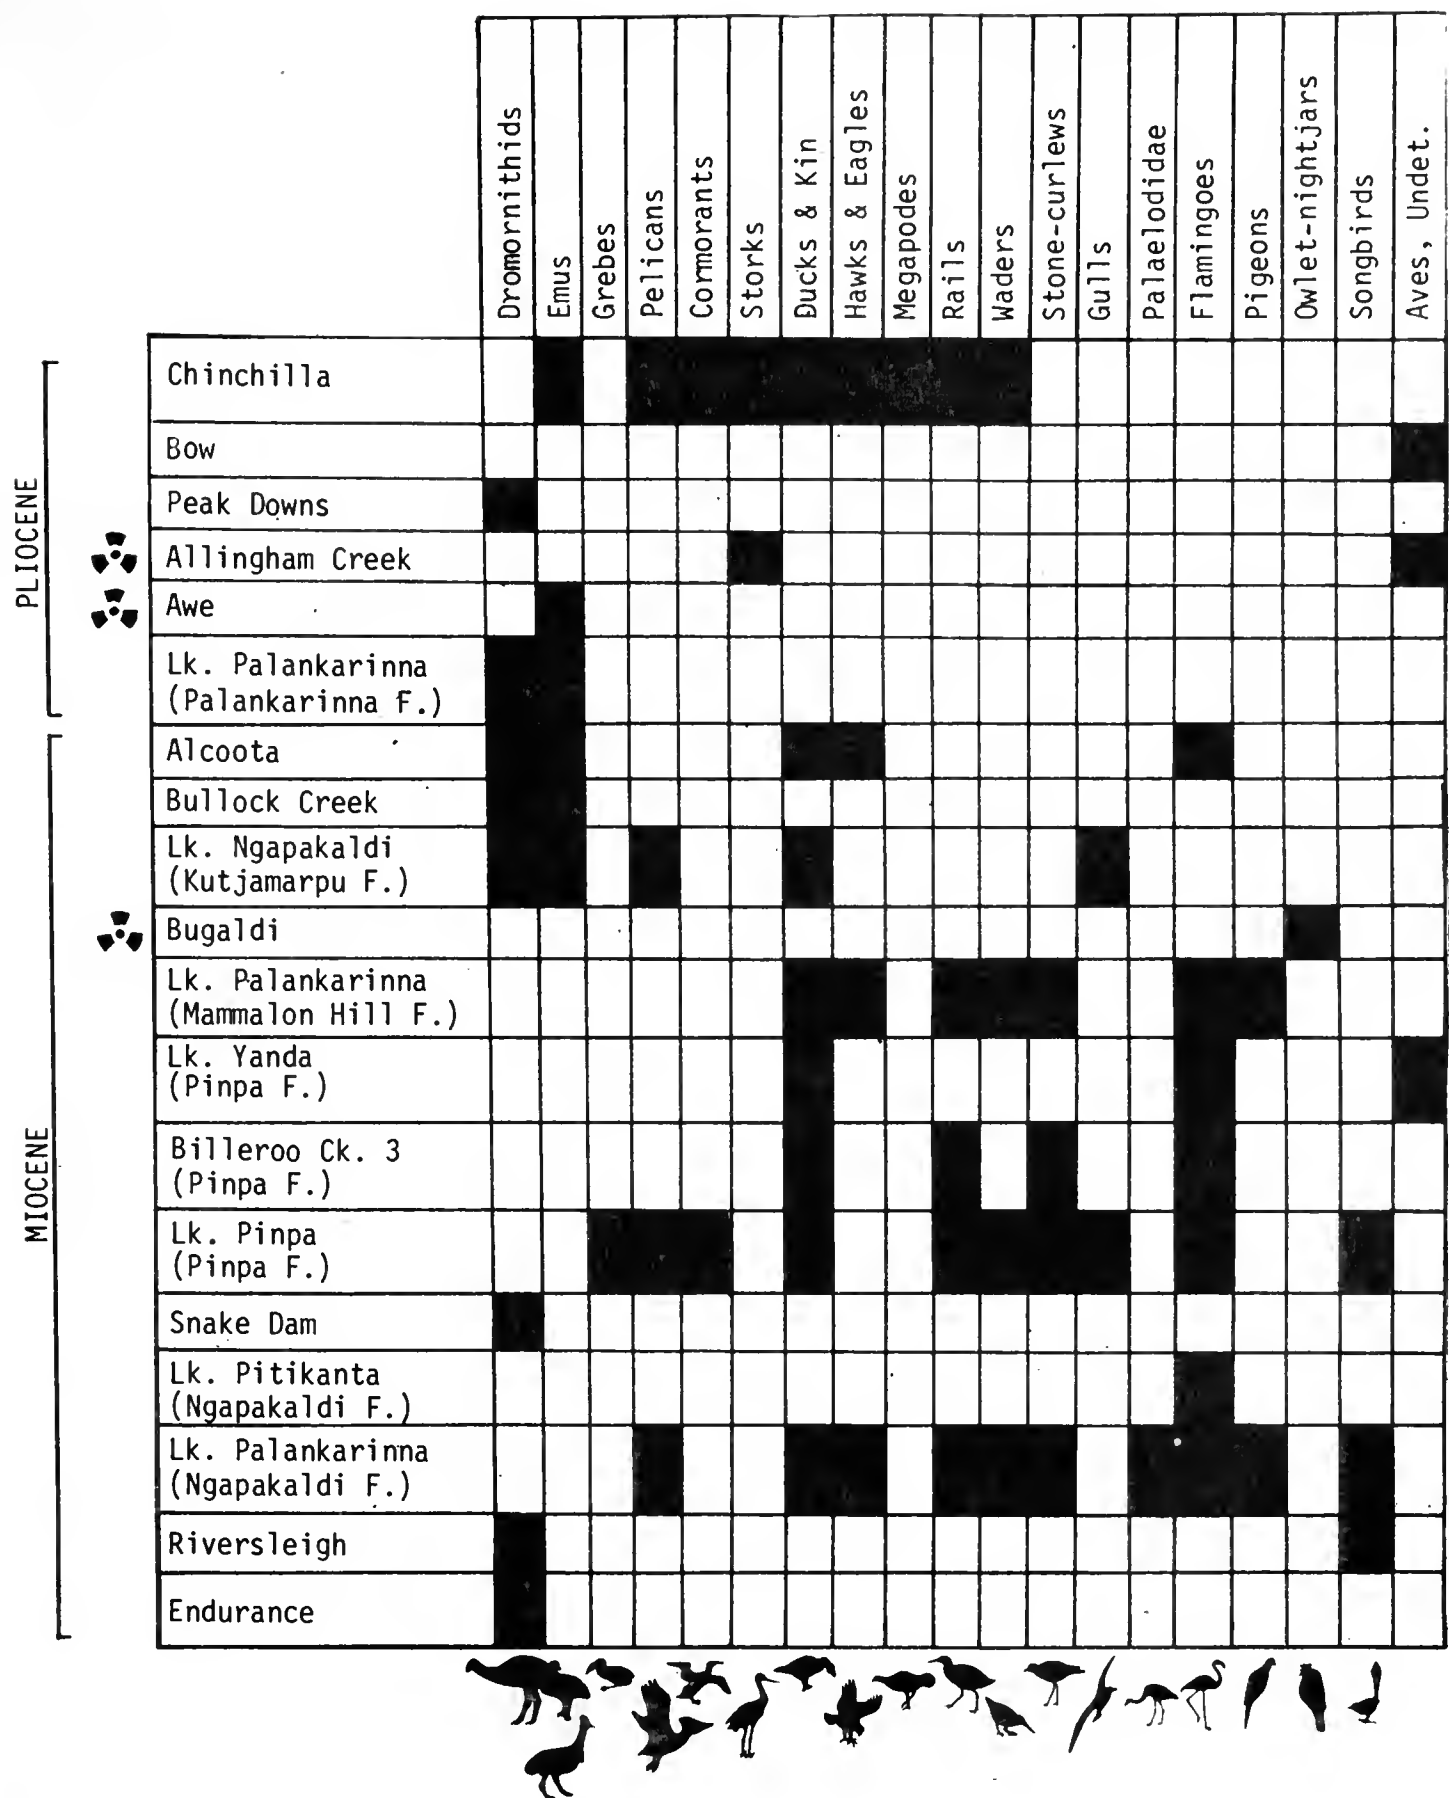 Dromornithids
Emus
Grebes
Pelicans
Cormorants
Storks
Ducks & Kin
Hawks & Eagles
Megapodes
Rails
Waders
Stone-curlews
Gulls
Palaelodidae
Flamingoes
Pigeons
Owlet-nightjars
Songbirds
Aves, Undet.
PLIOCENE
Chinchilla
Bow
Peak Downs
Allingham Creek
Awe
Lk. Palankarinna
(Palankarinna F.)
MIOCENE
Alcoota
Bullock Creek
Lk. Ngapakaldi
(Kutjamarpu F.)
Bugaldi
Lk. Palankarinna
(Mammalon Hill F.)
Lk. Yanda
(Pinpa F.)
Billeroo Ck. 3
(Pinpa F.)
Lk. Pinpa
(Pinpa F.)
Snake Dam
Lk. Pitikanta
(Ngapakaldi F.)
Lk. Palankarinna
(Ngapakaldi F.)
Riversleigh
Endurance